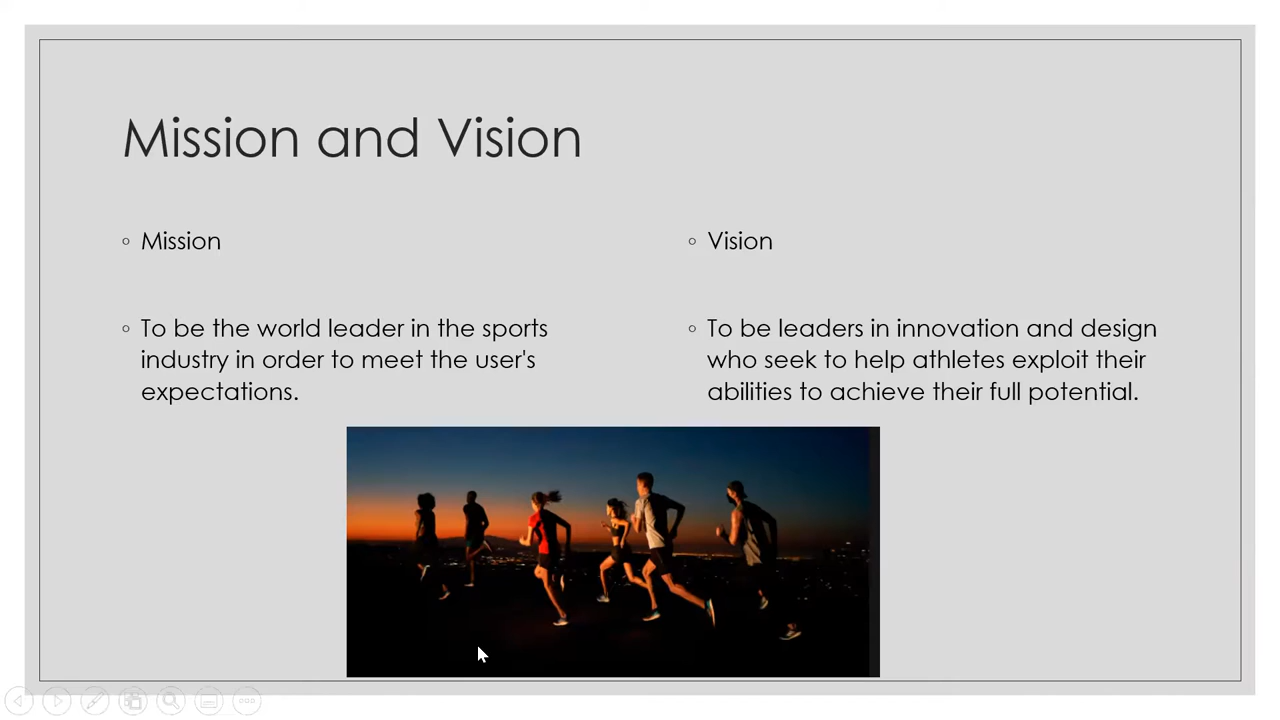 Mission and Vision
Mission
To be the world leader in the sports
industry in order to meet the user's
expectations.
Vision
To be leaders in innovation and design
who seek to help athletes exploit their
abilities to achieve their full potential.